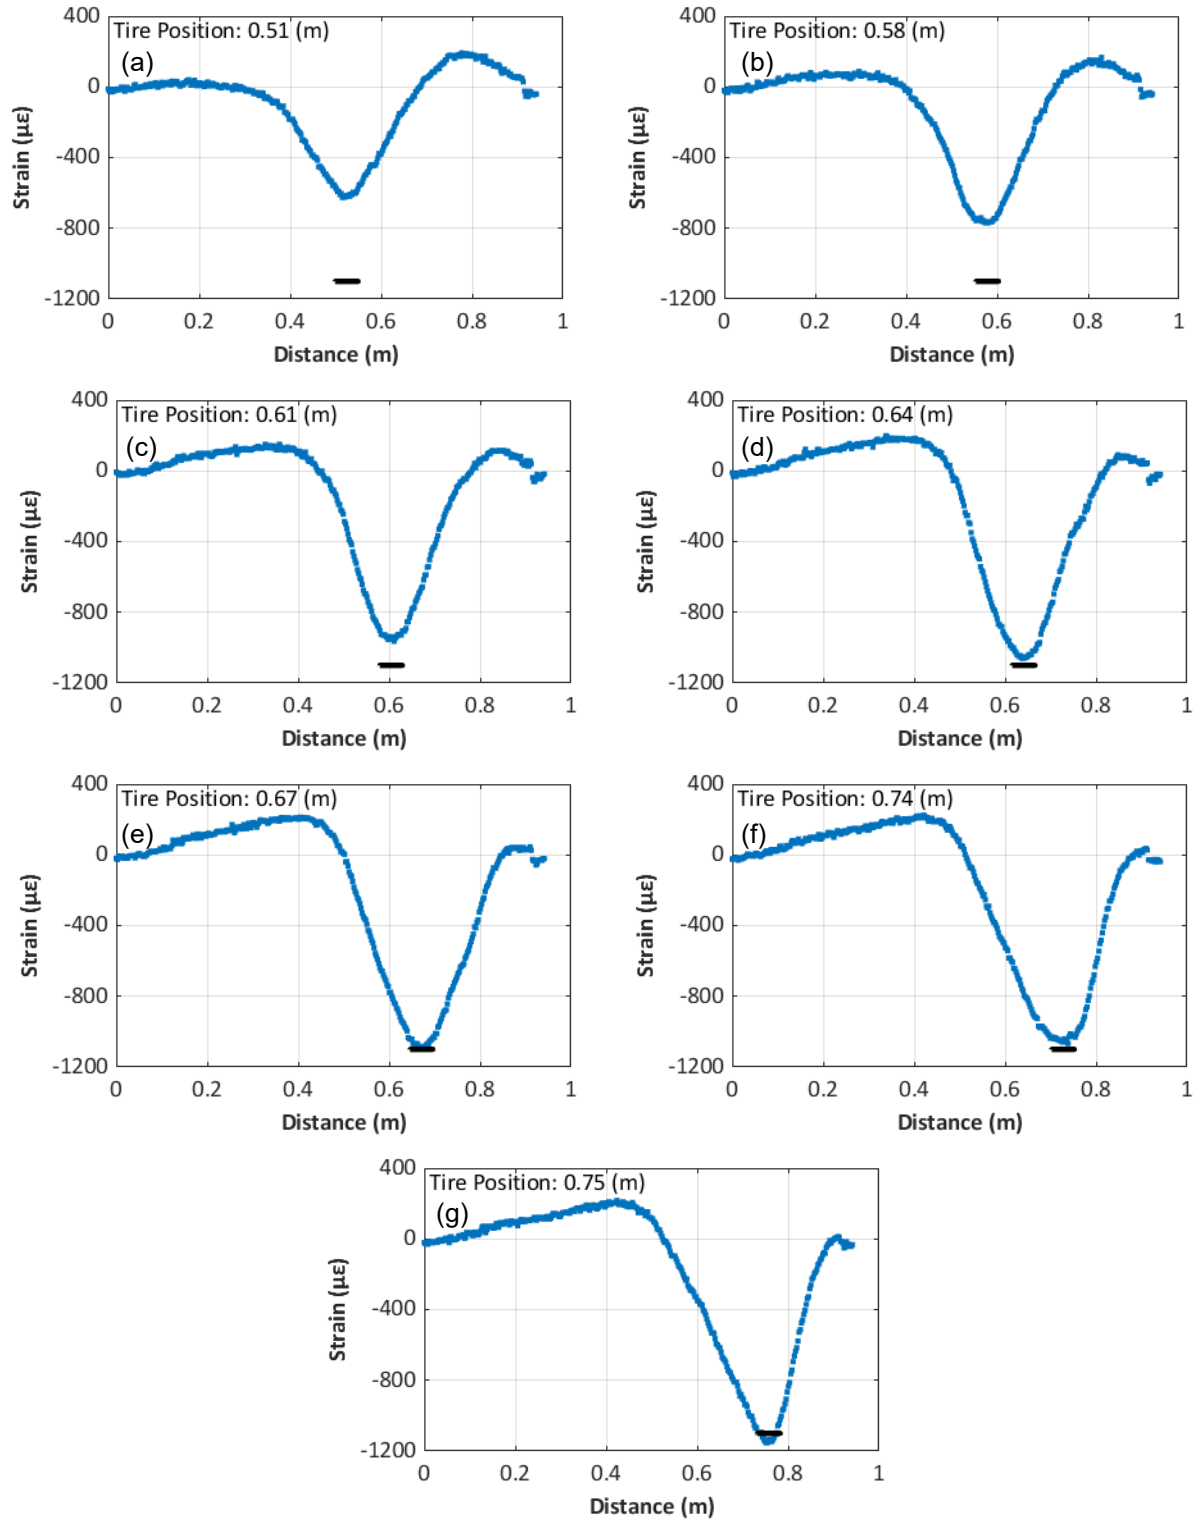 400
Tire Position: 0.51 (m)
(a)
0
-400
-800
-1200
Strain (με)
0 0.2 0.4 0.6 0.8 1
Distance (m)
400
Tire Position: 0.58 (m)
(b)
0
-400
-800
-1200
Strain (με)
0 0.2 0.4 0.6 0.8 1
Distance (m)
400
Tire Position: 0.61 (m)
(c)
0
-400
-800
-1200
Strain (με)
0 0.2 0.4 0.6 0.8 1
Distance (m)
400
Tire Position: 0.64 (m)
(d)
0
-400
-800
-1200
Strain (με)
0 0.2 0.4 0.6 0.8 1
Distance (m)
400
Tire Position: 0.67 (m)
(e)
0
-400
-800
-1200
Strain (με)
0 0.2 0.4 0.6 0.8 1
Distance (m)
400
Tire Position: 0.74 (m)
(f)
0
-400
-800
-1200
Strain (με)
0 0.2 0.4 0.6 0.8 1
Distance (m)
400
Tire Position: 0.75 (m)
(g)
0
-400
-800
-1200
Strain (με)
0 0.2 0.4 0.6 0.8 1
Distance (m)